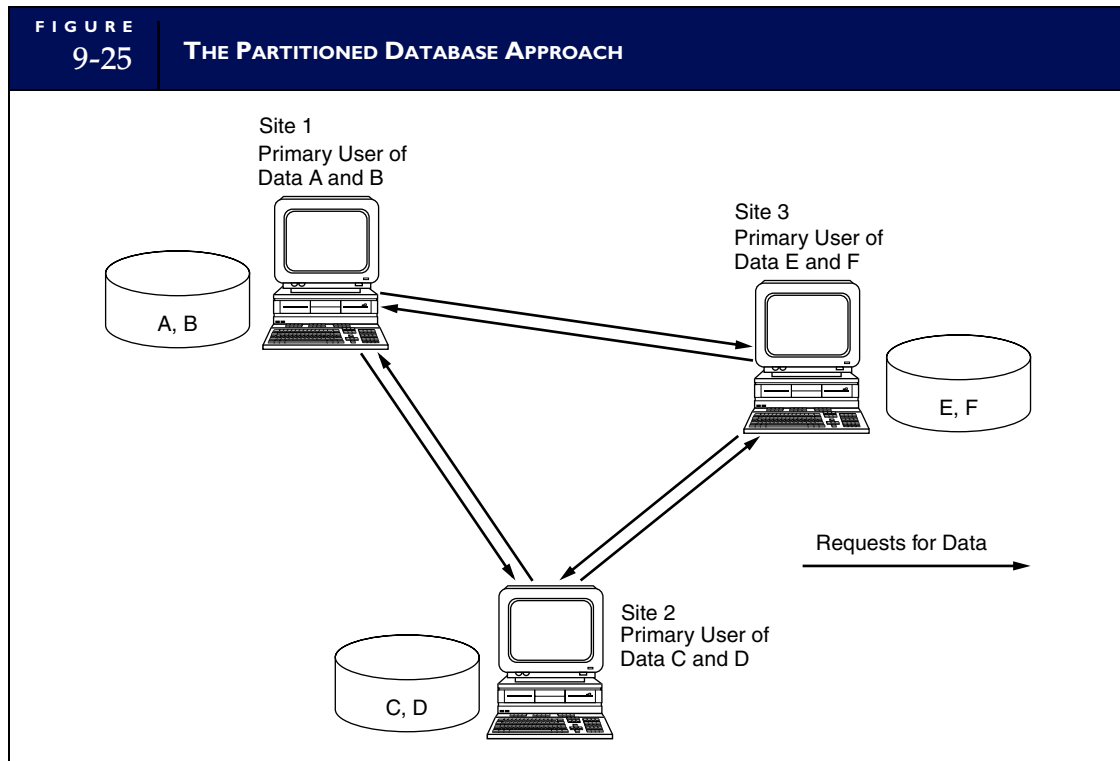 FIGURE
9-25
THE PARTITIONED DATABASE APPROACH
Site 1
Primary User of
Data A and B
A, B
Site 3
Primary User of
Data E and F
E, F
Requests for Data
Site 2
Primary User of
Data C and D
C, D